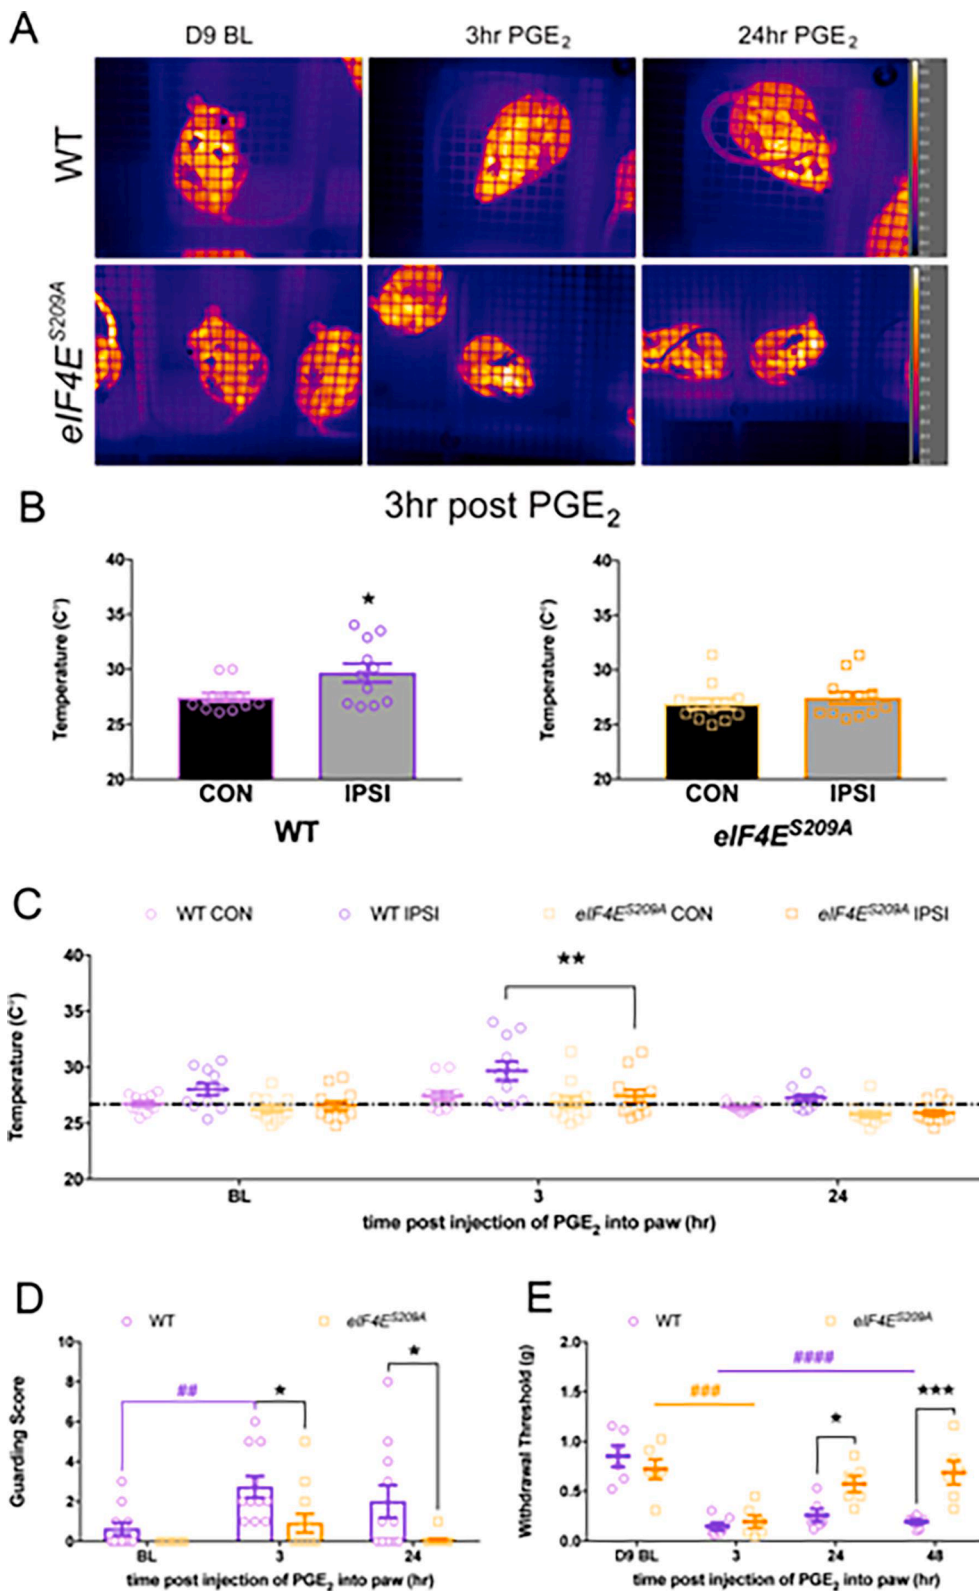 A
D9 BL 3hr PGE₂ 24hr PGE₂
WT
eIF4E^S209A
B 3hr post PGE₂
40 40
35 ★ 35
30 30
25 25
20 20
Temperature (C°) Temperature (C°)
CON IPSI CON IPSI
WT eIF4E^S209A
C
WT CON WT IPSI eIF4E^S209A CON eIF4E^S209A IPSI
40
★★
35
30
25
20
Temperature (C°)
BL 3 24
time post injection of PGE₂ into paw (hr)
D E
WT eIF4E^S209A WT eIF4E^S209A
10 2.0
8 1.5
6 1.0
4 0.5
2 0.0
0
Guarding Score Withdrawal Threshold (g)
## ★ ★ ### #### ★ ★★★
BL 3 24 D9 BL 3 24 48
time post injection of PGE₂ into paw (hr) time post injection of PGE₂ into paw (hr)